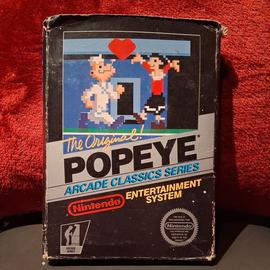 The Original!
POPEYE
ARCADE CLASSICS SERIES
Nintendo
ENTERTAINMENT
SYSTEM